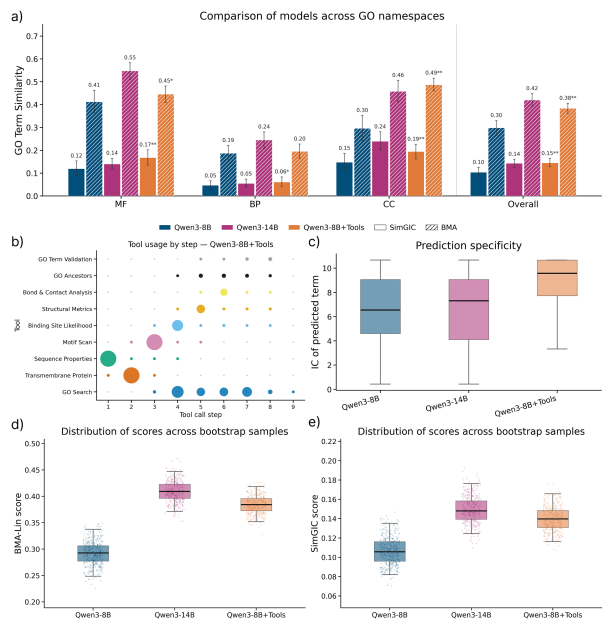 a)
Comparison of models across GO namespaces
GO Term Similarity
0.7
0.6
0.5
0.4
0.3
0.2
0.1
0.0
0.12
0.41
0.14
0.55
0.17**
0.45*
0.05
0.19
0.05
0.24
0.06*
0.20
0.15
0.30
0.24
0.46
0.19**
0.49**
0.10
0.30
0.14
0.42
0.15**
0.38**
MF
BP
CC
Overall
Qwen3-8B
Qwen3-14B
Qwen3-8B+Tools
SimGIC
BMA
b)
Tool usage by step — Qwen3-8B+Tools
Tool
GO Term Validation
GO Ancestors
Bond & Contact Analysis
Structural Metrics
Binding Site Likelihood
Motif Scan
Sequence Properties
Transmembrane Protein
GO Search
1 2 3 4 5 6 7 8 9
Tool call step
c)
Prediction specificity
IC of predicted term
10
8
6
4
2
0
Qwen3-8B
Qwen3-14B
Qwen3-8B+Tools
d)
Distribution of scores across bootstrap samples
BMA-Lin score
0.50
0.45
0.40
0.35
0.30
0.25
0.20
Qwen3-8B
Qwen3-14B
Qwen3-8B+Tools
e)
Distribution of scores across bootstrap samples
SimGIC score
0.22
0.20
0.18
0.16
0.14
0.12
0.10
0.08
0.06
Qwen3-8B
Qwen3-14B
Qwen3-8B+Tools